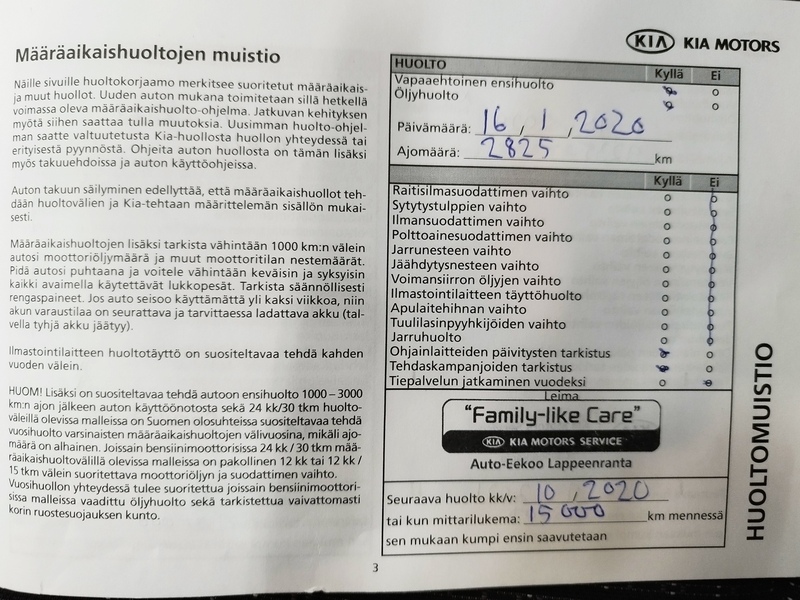 Määräaikaishuoltojen muistio
Näille sivuille huoltokorjaamo merkitsee suoritetut määräaikais-
ja muut huollot. Uuden auton mukana toimitetaan sillä hetkellä
voimassa oleva määräaikaishuolto-ohjelma. Jatkuvan kehityksen
myötä siihen saattaa tulla muutoksia. Uusimman huolto-ohjel-
man saatte valtuutetusta Kia-huollosta huollon yhteydessä tai
erityisestä pyynnöstä. Ohjeita auton huollosta on tämän lisäksi
myös takuuehdoissa ja auton käyttöohjeissa.
Auton takuun säilyminen edellyttää, että määräaikaishuollot teh-
dään huoltovälien ja Kia-tehtaan määrittelemän sisällön mukai-
sesti.
Määräaikaishuoltojen lisäksi tarkista vähintään 1000 km:n välein
autosi moottoriöljymäärä ja muut moottoritilan nestemäärät.
Pidä autosi puhtaana ja voitele vähintään keväisin ja syksyisin
kaikki avaimella käytettävät lukkopesät. Tarkista säännöllisesti
rengaspaineet. Jos auto seisoo käyttämättä yli kaksi viikkoa, niin
akun varaustilaa on seurattava ja tarvittaessa ladattava akku (tal-
vella tyhjä akku jäätyy).
Ilmastointilaitteen huoltotäyttö on suositeltavaa tehdä kahden
vuoden välein.
HUOM! Lisäksi on suositeltavaa tehdä autoon ensihuolto 1000 – 3000
km:n ajon jälkeen auton käyttöönotosta sekä 24 kk/30 tkm huolto-
väleillä olevissa malleissa on Suomen olosuhteissa suositeltavaa tehdä
vuosihuolto varsinaisten määräaikaishuoltojen välivuosina, mikäli ajo-
määrä on alhainen. Joissain bensiinimoottorisissa 24 kk / 30 tkm mää-
räaikaishuoltovälillä olevissa malleissa on pakollinen 12 kk tai 12 kk /
15 tkm välein suoritettava moottoriöljyn ja suodattimen vaihto.
Vuosihuollon yhteydessä tulee suoritettua joissain bensiinimoottori-
sissa malleissa vaadittu öljyhuolto sekä tarkistettua vaivattomasti
korin ruostesuojauksen kunto.
KIA KIA MOTORS
HUOLTO Kyllä Ei
Vapaaehtoinen ensihuolto
Öljyhuolto
Päivämäärä: 16, 1, 2020
Ajomäärä: 2825 km
Kyllä Ei
Raitisilmasuodattimen vaihto
Sytytystulppien vaihto
Ilmansuodattimen vaihto
Polttoainesuodattimen vaihto
Jarrunesteen vaihto
Jäähdytysnesteen vaihto
Voimansiirron öljyjen vaihto
Ilmastointilaitteen täyttöhuolto
Apulaitehihnan vaihto
Tuulilasinpyyhkijöiden vaihto
Jarruhuolto
Ohjainlaitteiden päivitysten tarkistus
Tehdaskampanjoiden tarkistus
Tiepalvelun jatkaminen vuodeksi
Leima
"Family-like Care"
KIA KIA MOTORS SERVICE
Auto-Eekoo Lappeenranta
Seuraava huolto kk/v: 10, 2020
tai kun mittarilukema: 15 000 km mennessä
sen mukaan kumpi ensin saavutetaan
HUOLTOMUISTIO
3